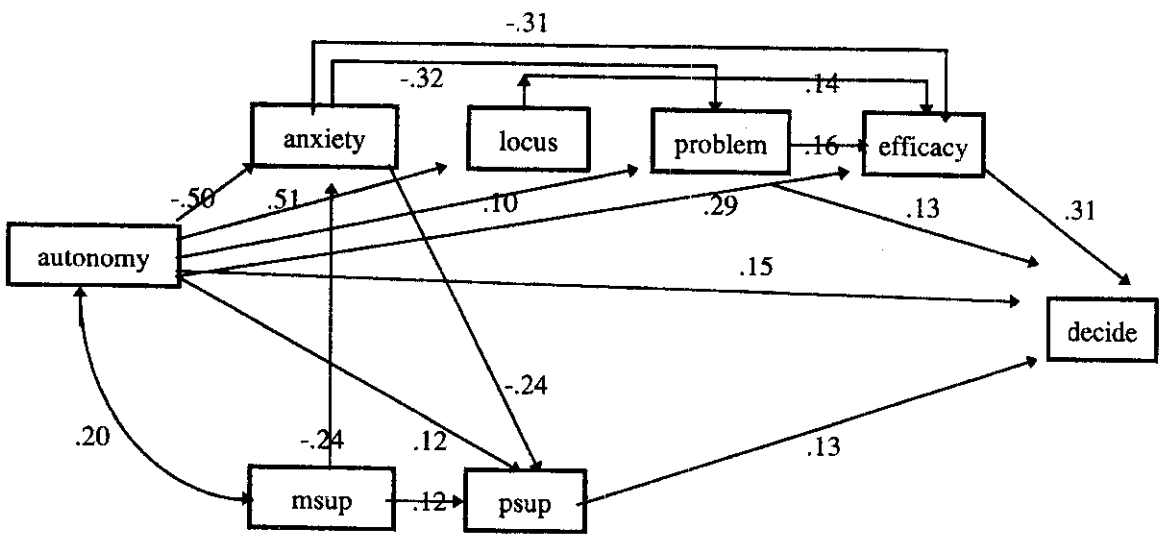 -.31
-.32
.14
anxiety
locus
problem
.16
efficacy
-.50
.51
.10
.29
.13
.31
autonomy
.15
decide
-.24
.20
-.24
.12
.13
msup
.12
psup